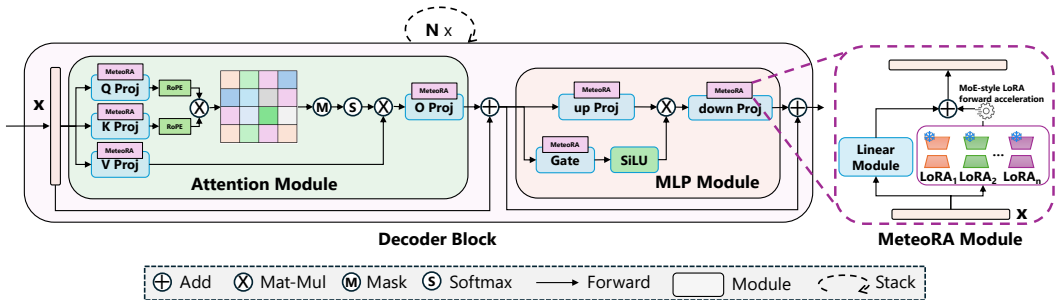 N x
x
MeteoRA
Q Proj
RoPE
MeteoRA
K Proj
RoPE
MeteoRA
V Proj
M
S
MeteoRA
O Proj
Attention Module
MeteoRA
up Proj
MeteoRA
down Proj
MeteoRA
Gate
SiLU
MLP Module
Decoder Block
MoE-style LoRA
forward acceleration
Linear
Module
LoRA1
LoRA2
...
LoRAn
x
MeteoRA Module
Add
Mat-Mul
M Mask
S Softmax
Forward
Module
Stack